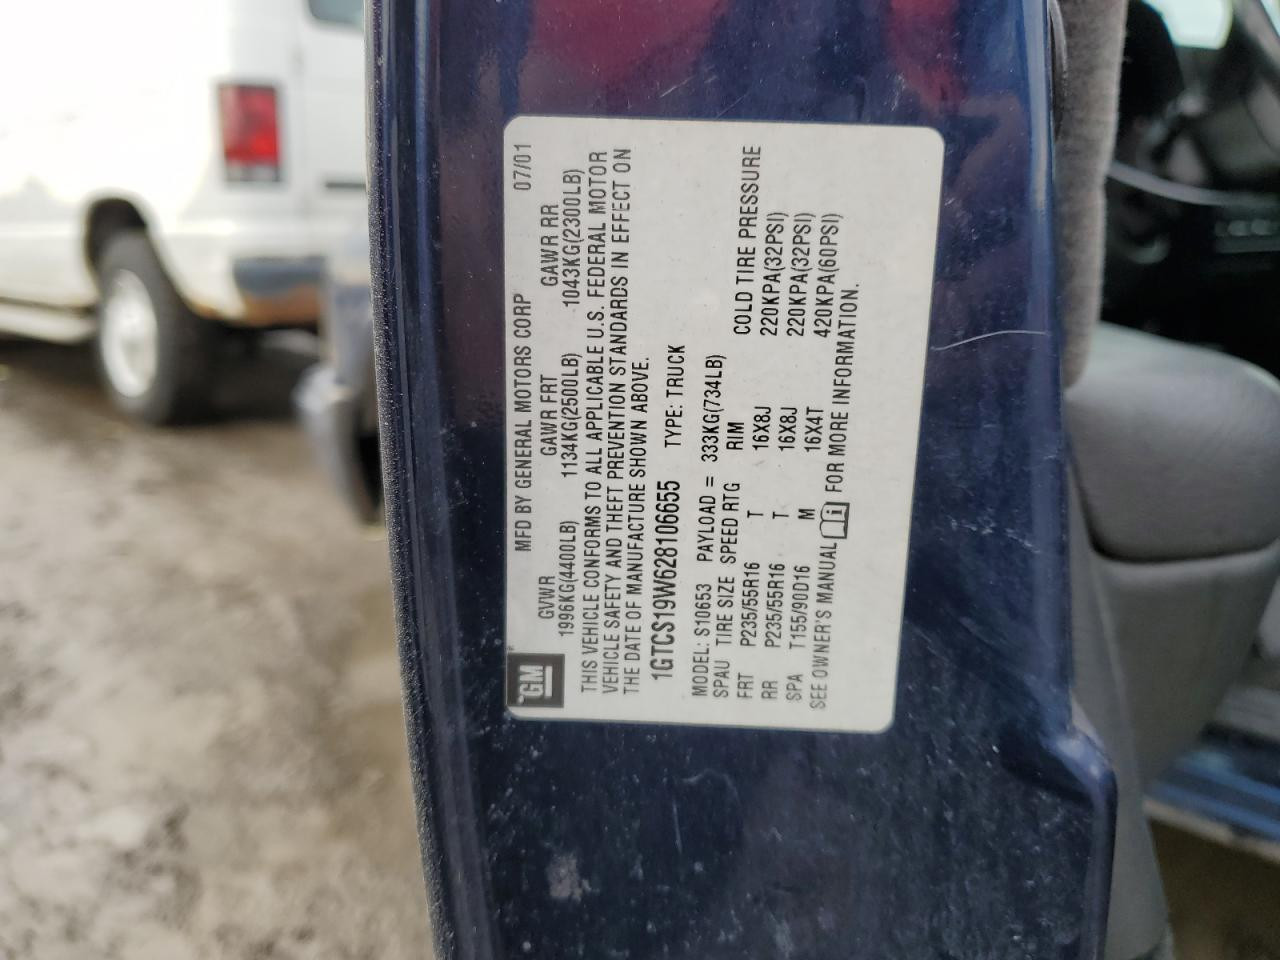 GM
MFD BY GENERAL MOTORS CORP 07/01
GVWR GAWR FRT GAWR RR
1996KG(4400LB) 1134KG(2500LB) 1043KG(2300LB)
THIS VEHICLE CONFORMS TO ALL APPLICABLE U.S. FEDERAL MOTOR
VEHICLE SAFETY AND THEFT PREVENTION STANDARDS IN EFFECT ON
THE DATE OF MANUFACTURE SHOWN ABOVE.
1GTCS19W628106655 TYPE: TRUCK
MODEL: S10653 PAYLOAD = 333KG(734LB)
SPAU TIRE SIZE SPEED RTG RIM COLD TIRE PRESSURE
FRT P235/55R16 T 16X8J 220KPA(32PSI)
RR P235/55R16 T 16X8J 220KPA(32PSI)
SPA T155/90D16 M 16X4T 420KPA(60PSI)
SEE OWNER'S MANUAL i FOR MORE INFORMATION.